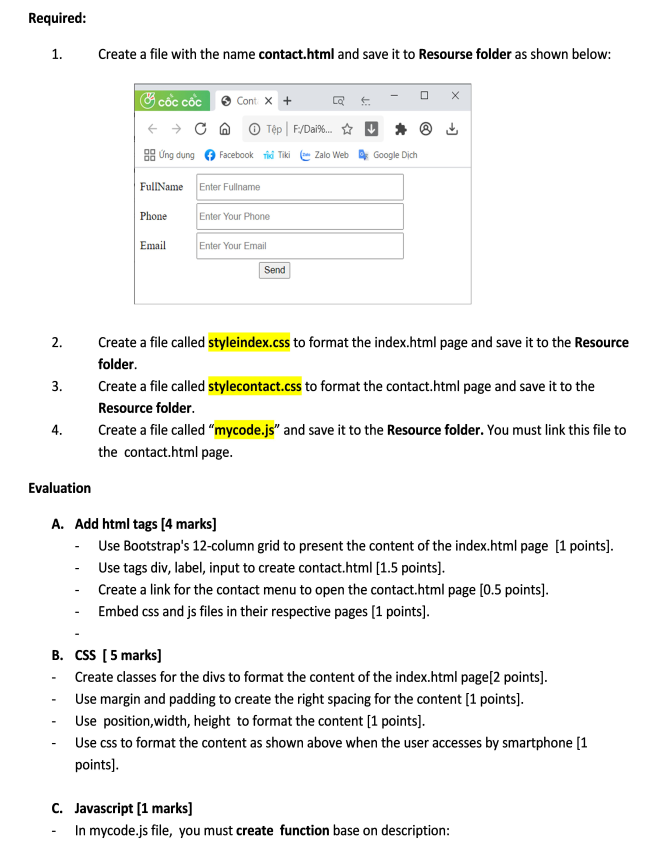 Required:
1. Create a file with the name contact.html and save it to Resourse folder as shown below:
cốc cốc Cont X +
Tệp F:/Dai%...
Ứng dụng Facebook Tiki Zalo Web Google Dịch
FullName Enter Fullname
Phone Enter Your Phone
Email Enter Your Email
Send
2. Create a file called styleindex.css to format the index.html page and save it to the Resource
folder.
3. Create a file called stylecontact.css to format the contact.html page and save it to the
Resource folder.
4. Create a file called “mycode.js” and save it to the Resource folder. You must link this file to
the contact.html page.
Evaluation
A. Add html tags [4 marks]
- Use Bootstrap's 12-column grid to present the content of the index.html page [1 points].
- Use tags div, label, input to create contact.html [1.5 points].
- Create a link for the contact menu to open the contact.html page [0.5 points].
- Embed css and js files in their respective pages [1 points].
-
B. CSS [ 5 marks]
- Create classes for the divs to format the content of the index.html page[2 points].
- Use margin and padding to create the right spacing for the content [1 points].
- Use position,width, height to format the content [1 points].
- Use css to format the content as shown above when the user accesses by smartphone [1
points].
C. Javascript [1 marks]
- In mycode.js file, you must create function base on description: